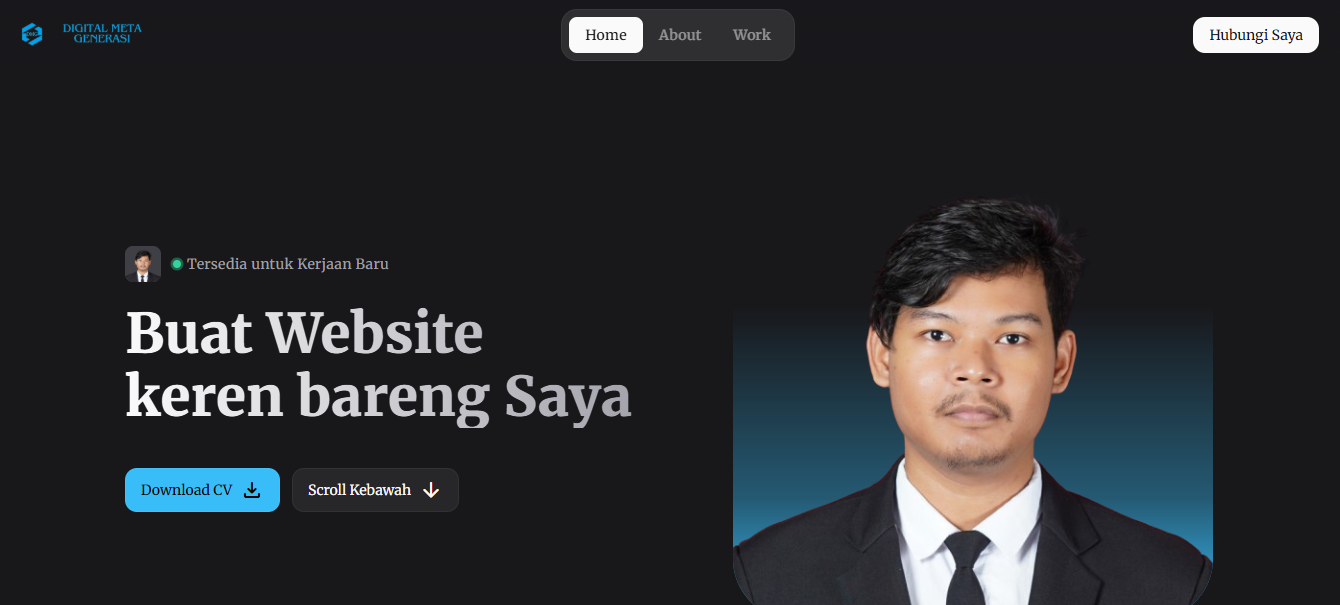 DIGITAL META
GENERASI
Home About Work
Hubungi Saya
Tersedia untuk Kerjaan Baru
Buat Website
keren bareng Saya
Download CV
Scroll Kebawah